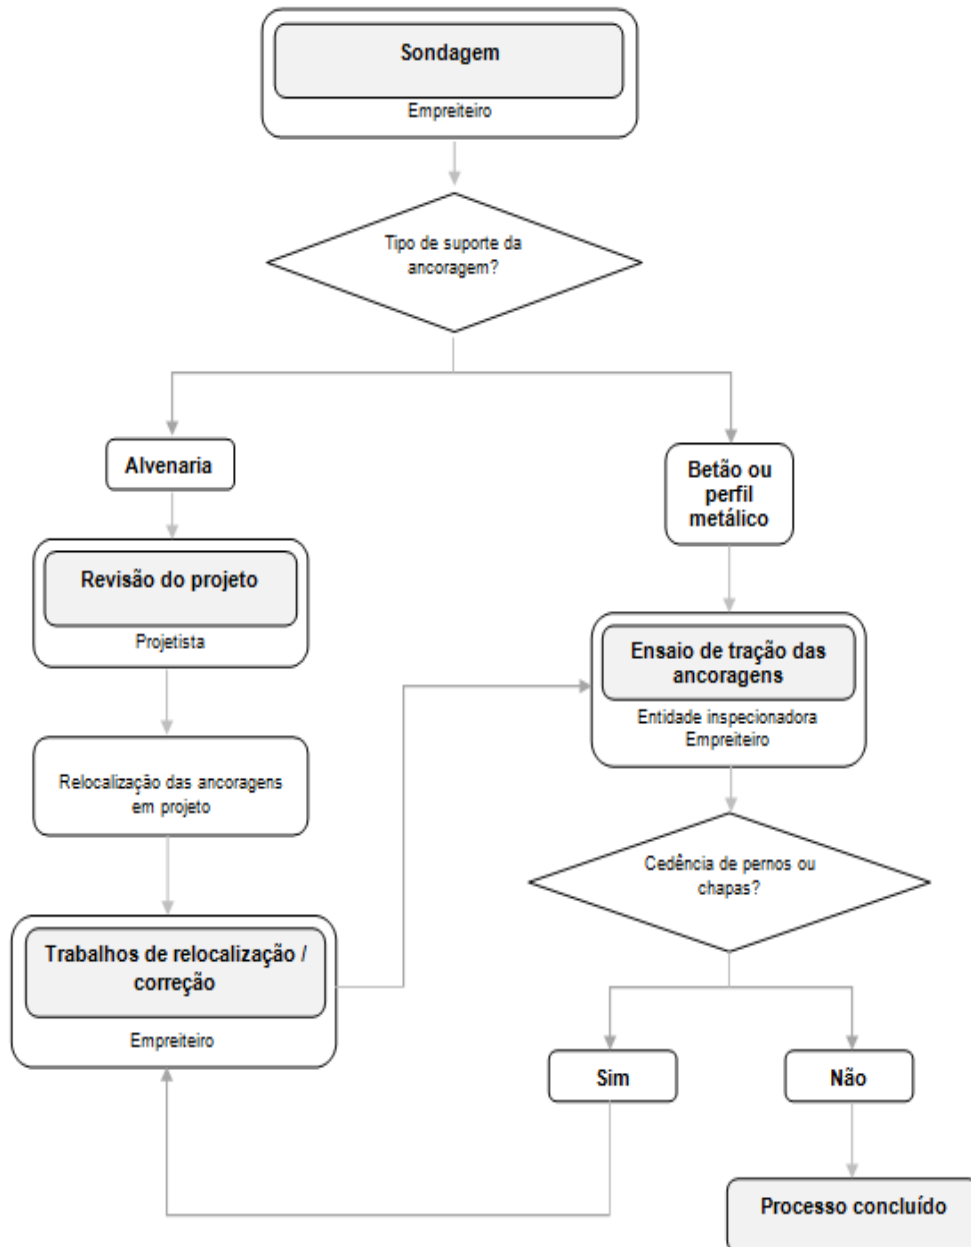 Sondagem
Empreiteiro
Tipo de suporte da
ancoragem?
Alvenaria
Betão ou
perfil
metálico
Revisão do projeto
Projetista
Ensaio de tração das
ancoragens
Entidade inspecionadora
Empreiteiro
Relocalização das ancoragens
em projeto
Cedência de pernos ou
chapas?
Trabalhos de relocalização /
correção
Empreiteiro
Sim
Não
Processo concluído